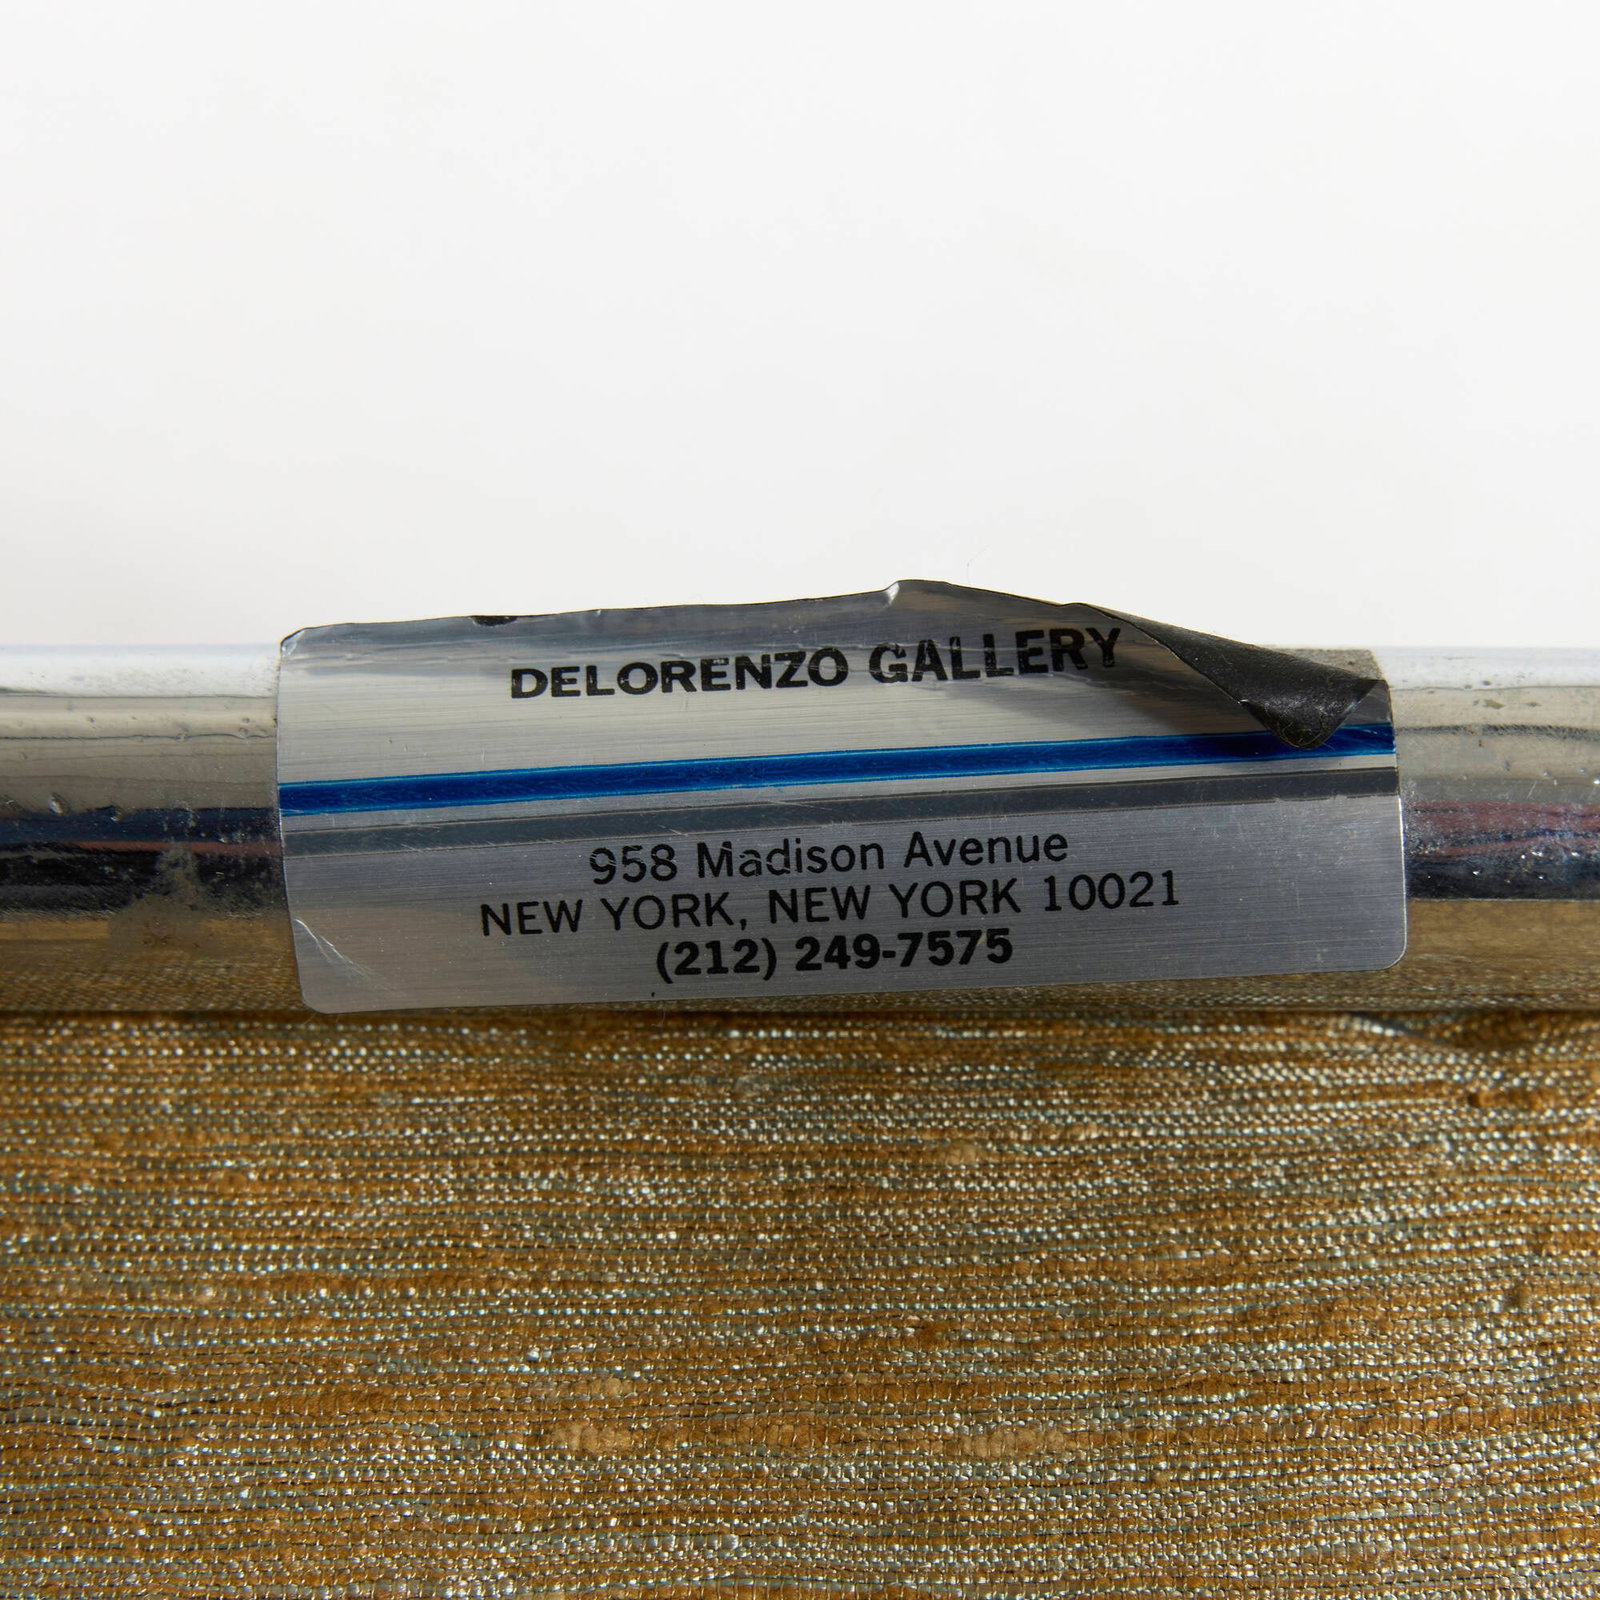 DELORENZO GALLERY
958 Madison Avenue
NEW YORK, NEW YORK 10021
(212) 249-7575